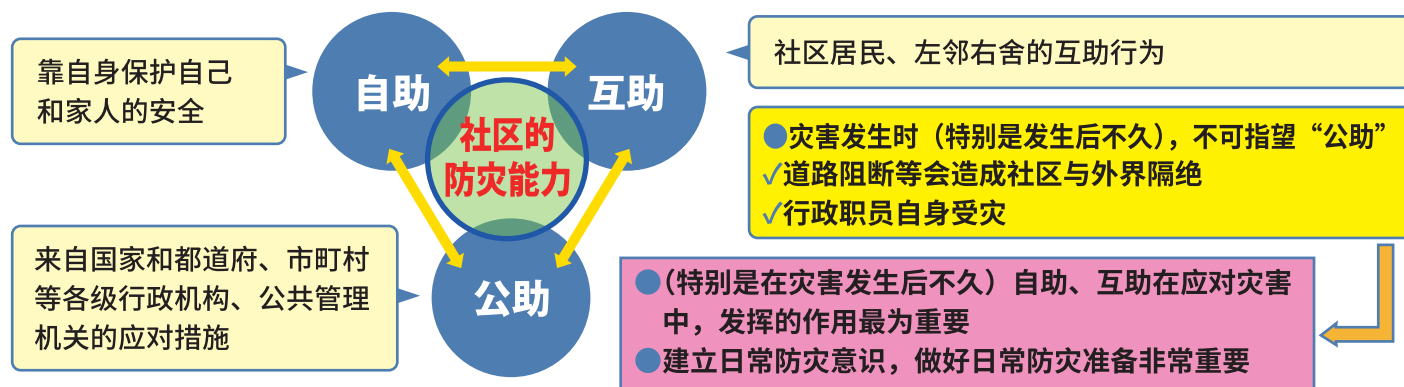 靠自身保护自己
和家人的安全
自助
互助
社区的
防灾能力
公助
来自国家和都道府、市町村
等各级行政机构、公共管理
机关的应对措施
社区居民、左邻右舍的互助行为
●灾害发生时（特别是发生后不久），不可指望“公助”
✓道路阻断等会造成社区与外界隔绝
✓行政职员自身受灾
●（特别是在灾害发生后不久）自助、互助在应对灾害
中，发挥的作用最为重要
●建立日常防灾意识，做好日常防灾准备非常重要